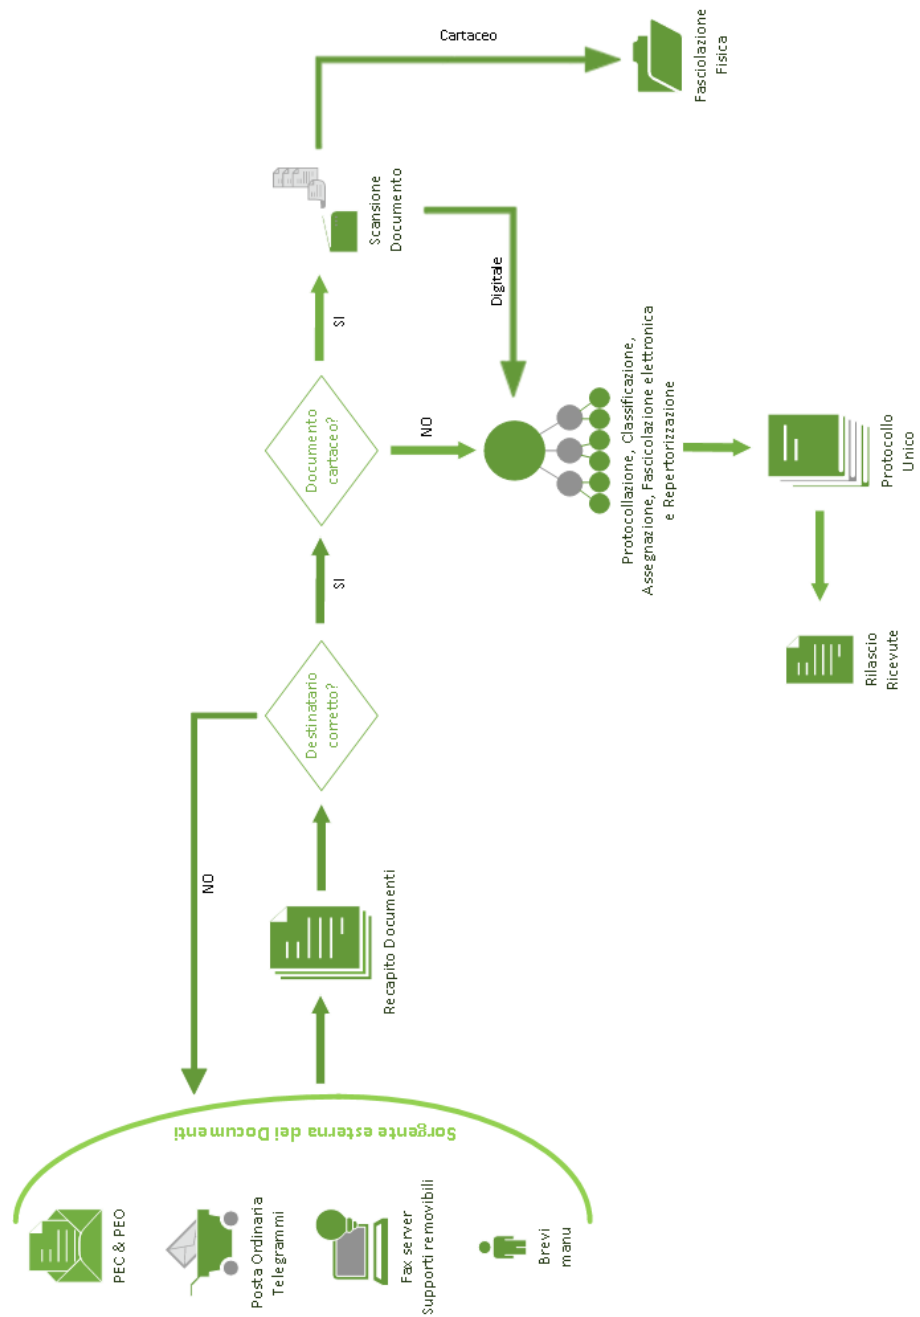 PEC & PEO
Posta Ordinaria
Telegrammi
Fax server
Supporti removibili
Brevi
manu
Sorgente esterna dei Documenti
Recapito Documenti
NO
Destinatario
corretto?
SI
Documento
cartaceo?
SI
NO
Scansione
Documento
Cartaceo
Digitale
Fasciolazione
Fisica
Protocollazione, Classificazione,
Assegnazione, Fascicolazione elettronica
e Repertorizzazione
Protocollo
Unico
Rilascio
Ricevute